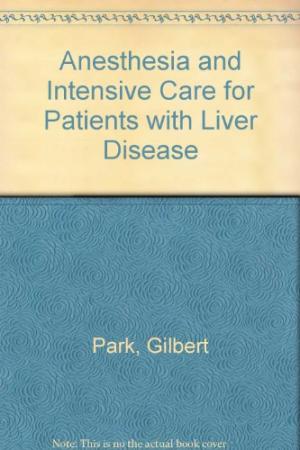 Anesthesia and
Intensive Care for
Patients with Liver
Disease
Park, Gilbert
Note: This is no the actual book cover